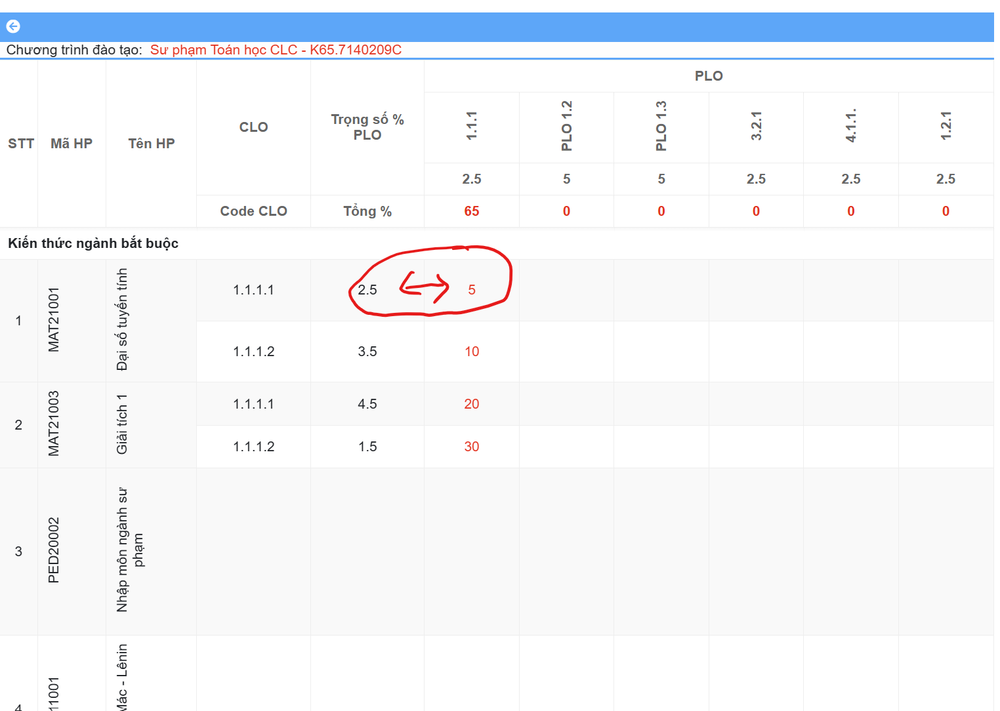 Chương trình đào tạo: Sư phạm Toán học CLC - K65.7140209C
STT Mã HP Tên HP CLO Trọng số % PLO PLO
1.1.1 PLO 1.2 PLO 1.3 3.2.1 4.1.1. 1.2.1
2.5 5 5 2.5 2.5 2.5
Code CLO Tổng % 65 0 0 0 0 0
Kiến thức ngành bắt buộc
1 MAT21001 Đại số tuyến tính 1.1.1.1 2.5 5
1.1.1.2 3.5 10
2 MAT21003 Giải tích 1 1.1.1.1 4.5 20
1.1.1.2 1.5 30
3 PED20002 Nhập môn ngành sư phạm
4 11001 Mác - Lênin